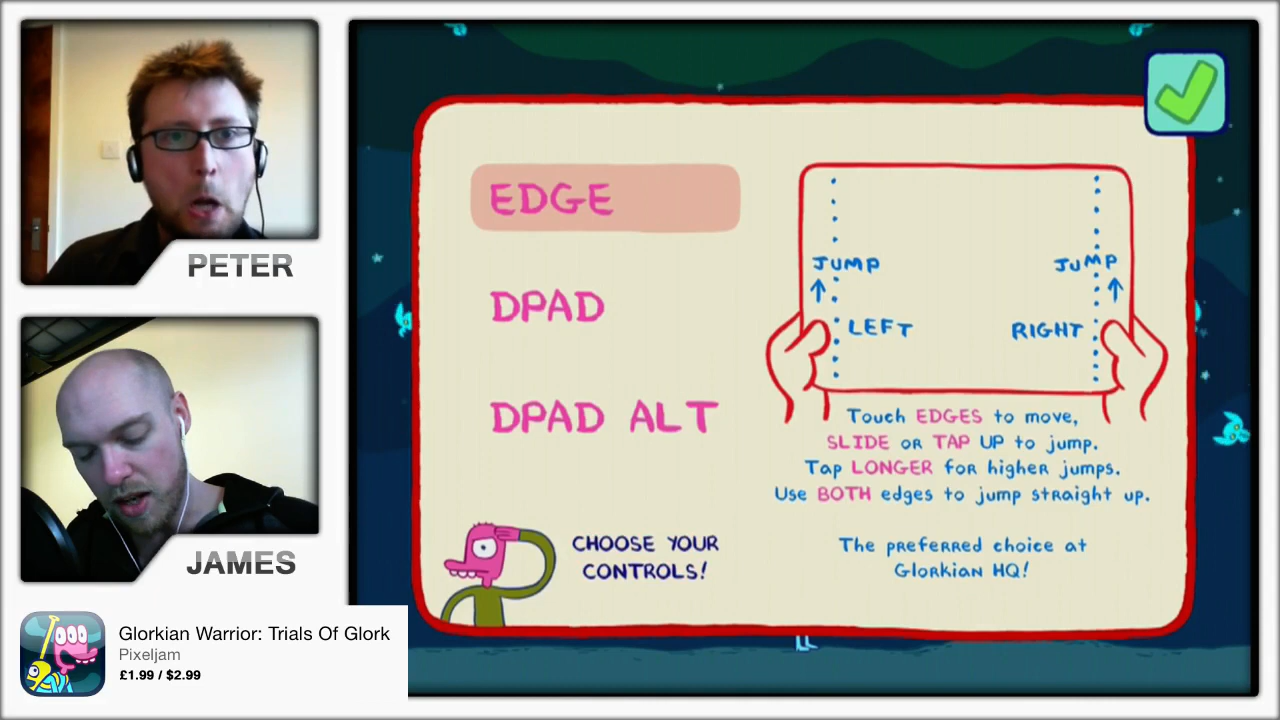 PETER
JAMES
Glorkian Warrior: Trials Of Glork
Pixeljam
£1.99 / $2.99
EDGE
DPAD
DPAD ALT
CHOOSE YOUR
CONTROLS!
JUMP JUMP
LEFT RIGHT
Touch EDGES to move,
SLIDE or TAP UP to jump.
Tap LONGER for higher jumps.
Use BOTH edges to jump straight up.
The preferred choice at
Glorkian HQ!